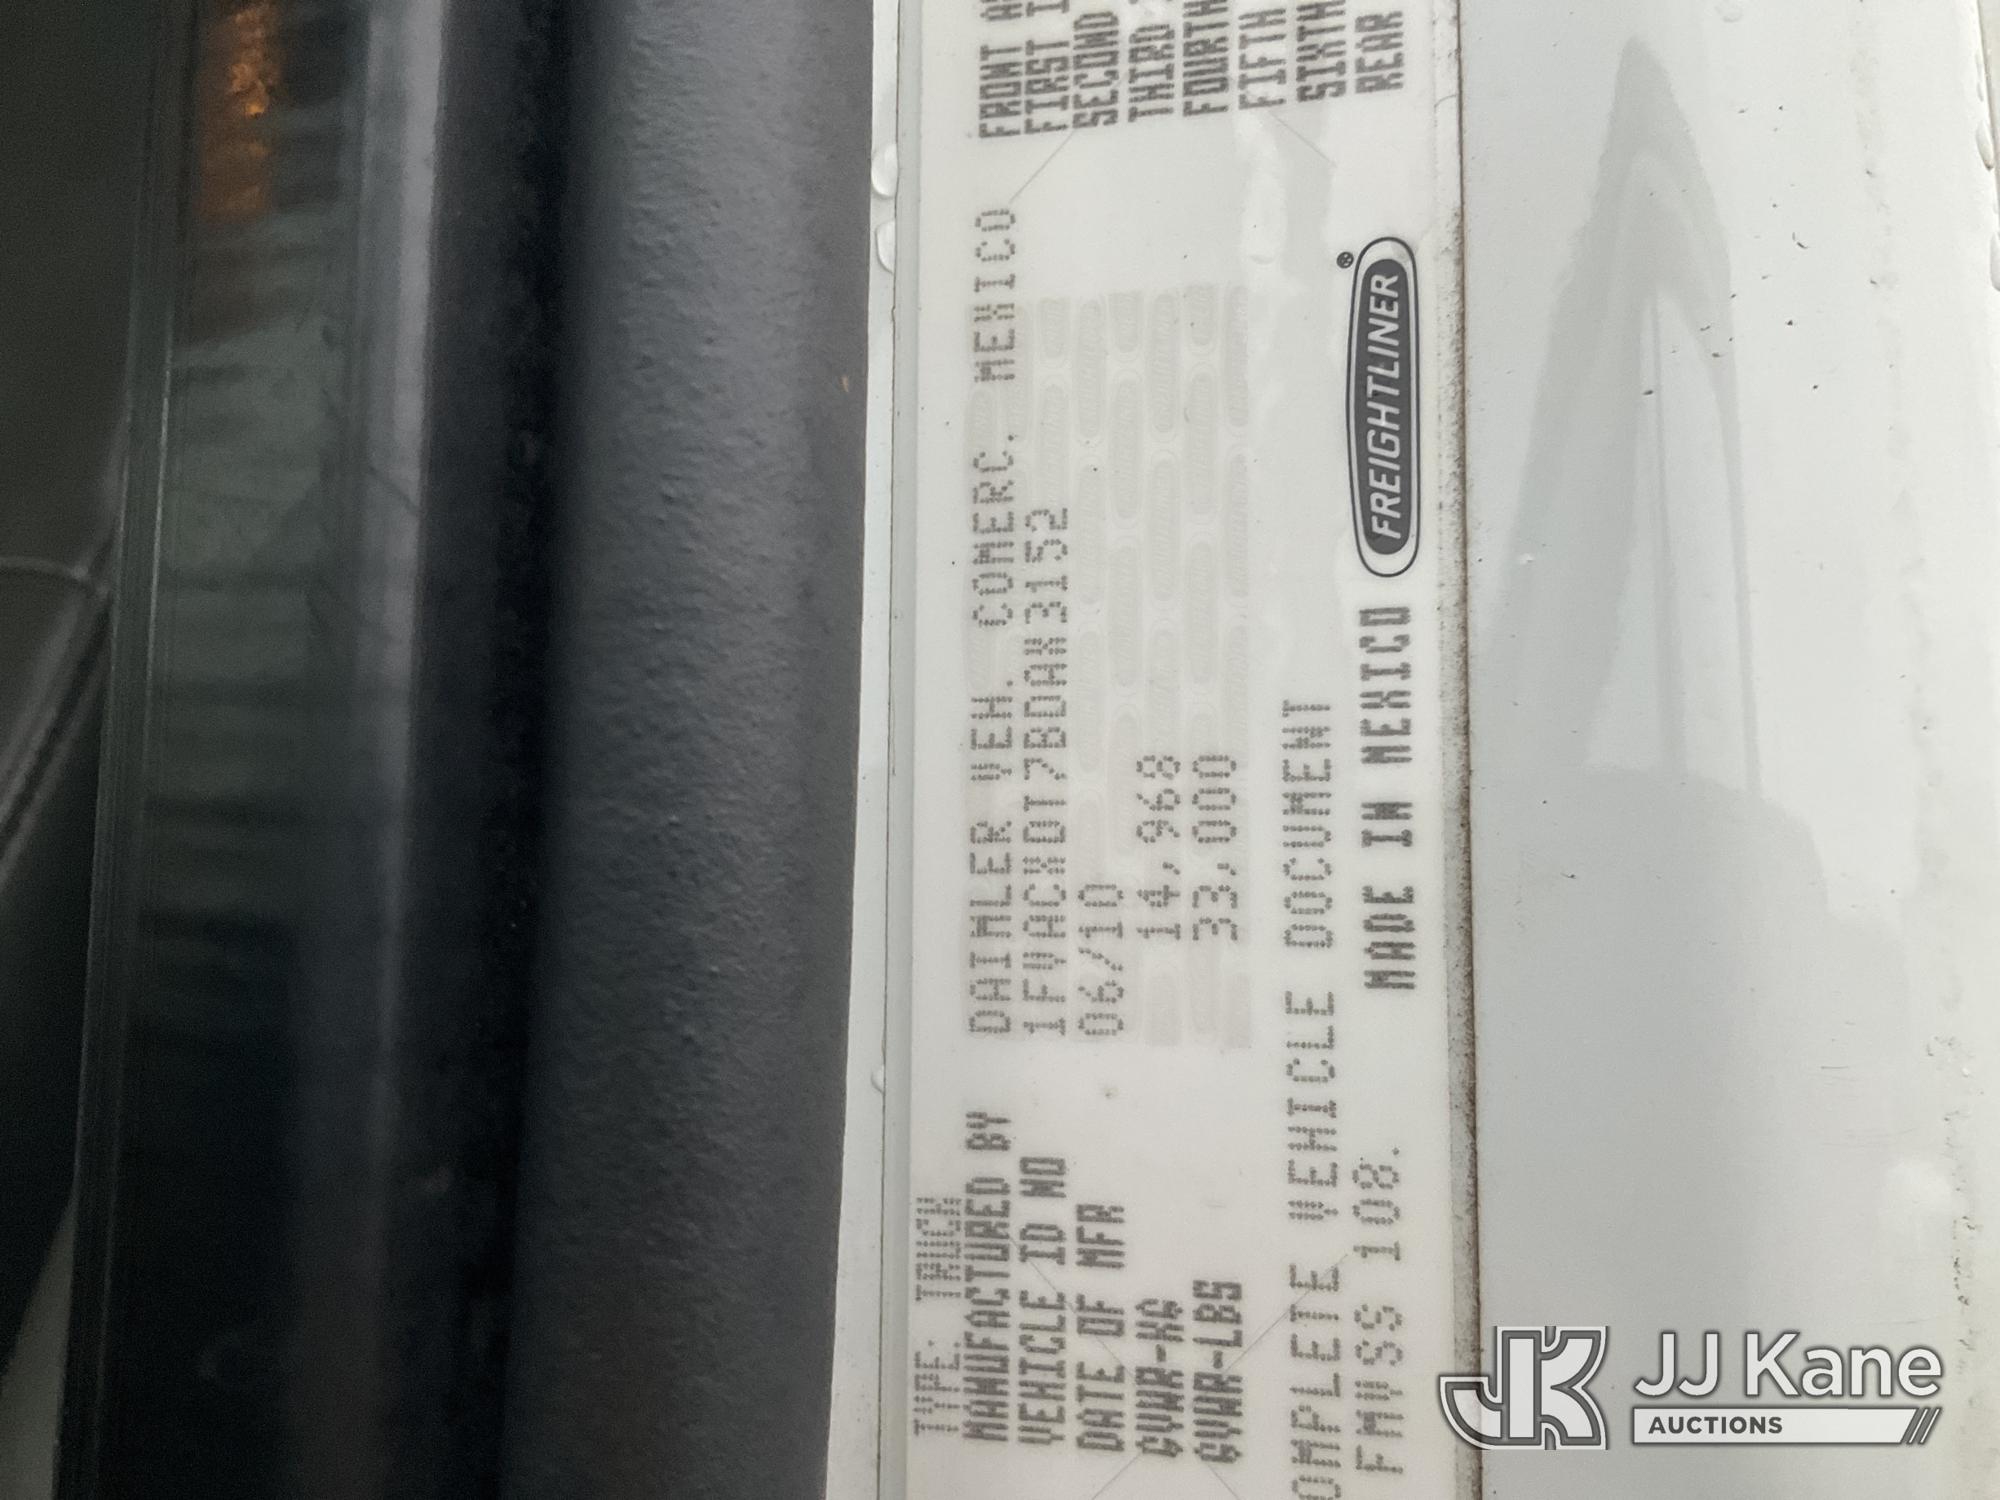 TYPE. TRUCK
MANUFACTURED BY DAIMLER VEH. COMERC. MEXICO
VEHICLE ID NO 1FVACXDT7BDAX3152
DATE OF MFR 06/10
GVWR-KG 14,968
GVWR-LBS 33,000
VEHICLE DOCUMENT
FMVSS 108.
MADE IN MEXICO
FREIGHTLINER®
FRONT
FIRST
SECOND
THIRD
FOURTH
FIFTH
SIXTH
REAR
JK JJ Kane
AUCTIONS